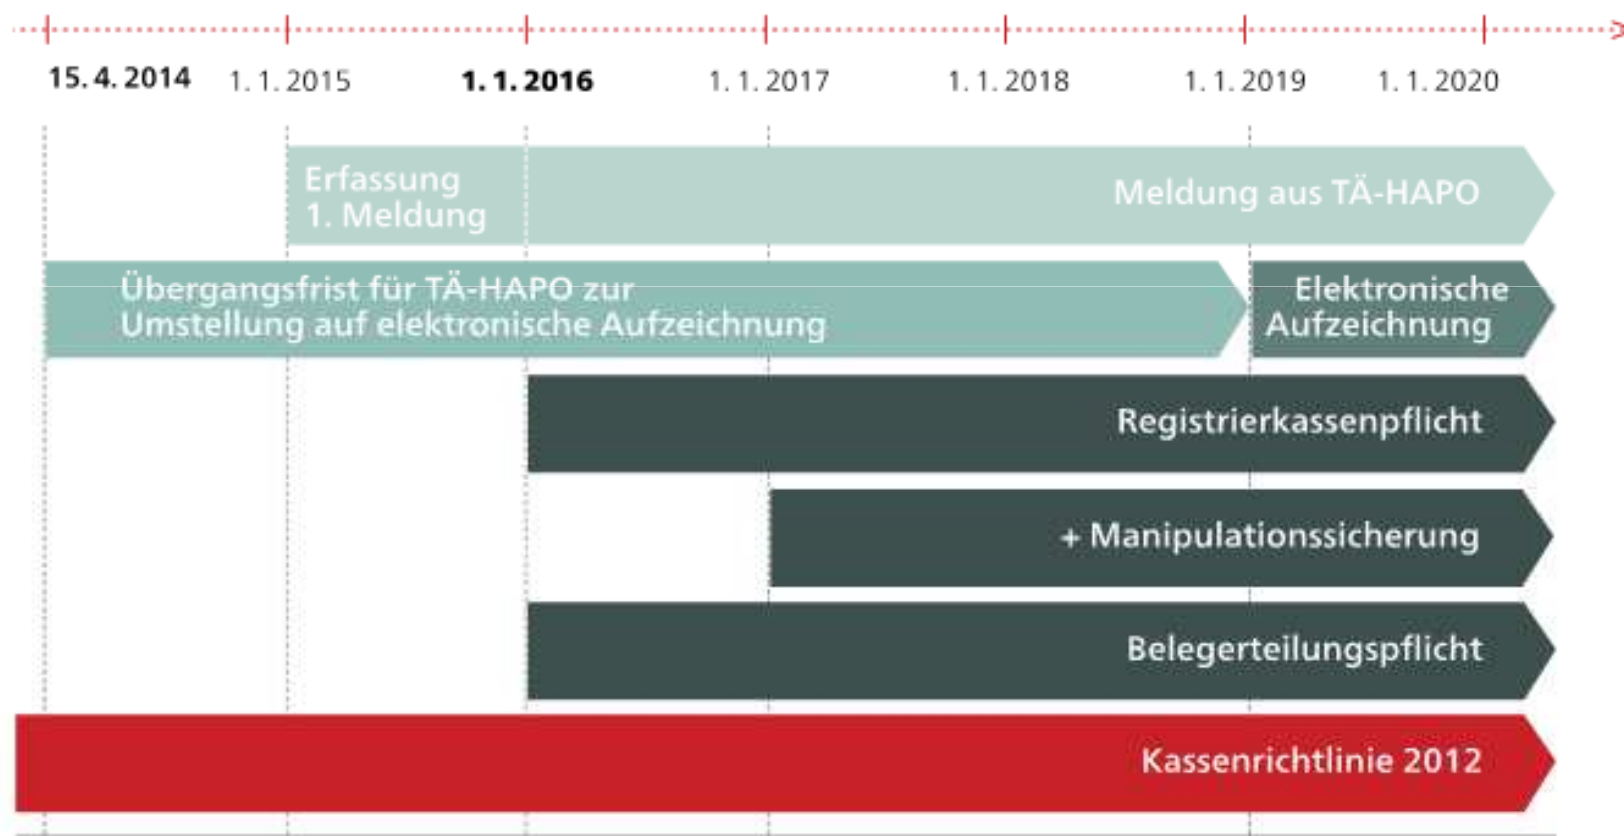 15. 4. 2014 1. 1. 2015 1. 1. 2016 1. 1. 2017 1. 1. 2018 1. 1. 2019 1. 1. 2020
Erfassung
1. Meldung
Meldung aus TÄ-HAPO
Übergangsfrist für TÄ-HAPO zur
Umstellung auf elektronische Aufzeichnung
Elektronische
Aufzeichnung
Registrierkassenpflicht
+ Manipulationssicherung
Belegerteilungspflicht
Kassenrichtlinie 2012